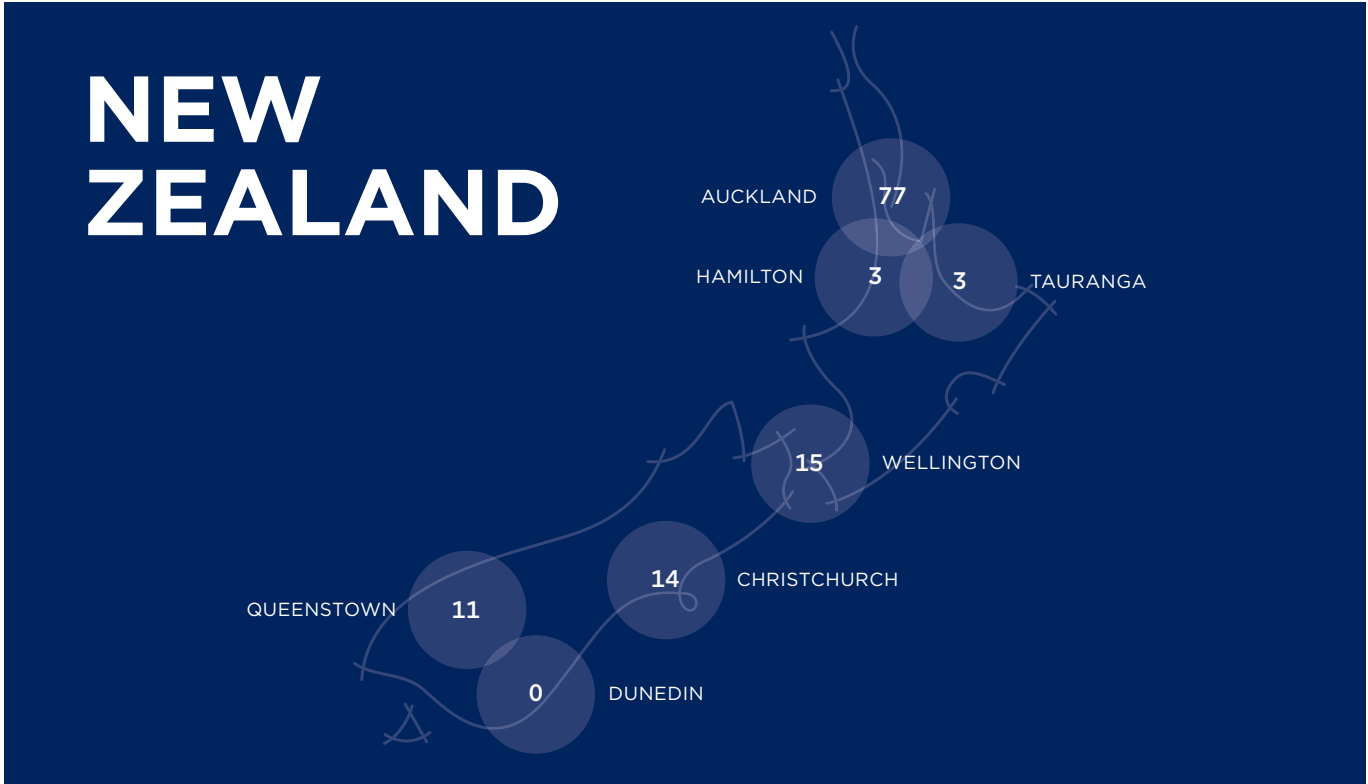 NEW
ZEALAND
AUCKLAND 77
HAMILTON 3
3 TAURANGA
15 WELLINGTON
14 CHRISTCHURCH
QUEENSTOWN 11
0 DUNEDIN